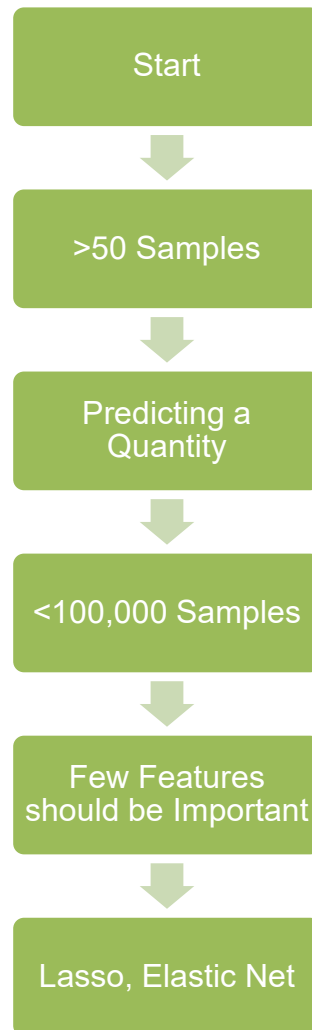 Start
>50 Samples
Predicting a
Quantity
<100,000 Samples
Few Features
should be Important
Lasso, Elastic Net